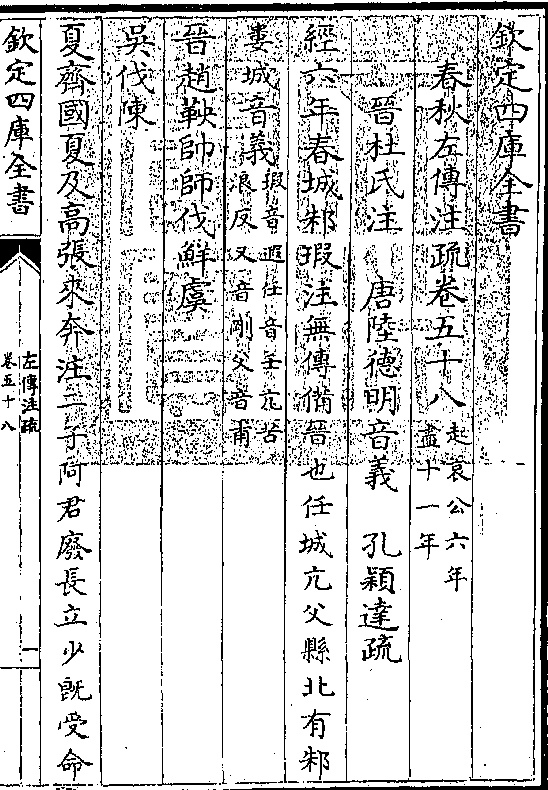 欽定四庫全書
春秋左傳注疏卷五十八起哀公六年
盡十一年
晉杜氏注 唐陸德明音義 孔穎達疏
經六年春城邾瑕注無傳備晉也任城亢父縣北有邾
婁城音義瑕音遐任音壬亢苦
浪反又音剛父音甫
晉趙鞅帥師伐鮮虞
吳伐陳
夏齊國夏及高張來奔注二子阿君廢長立少既受命
欽定四庫全書
左傳注疏
卷五十八
一